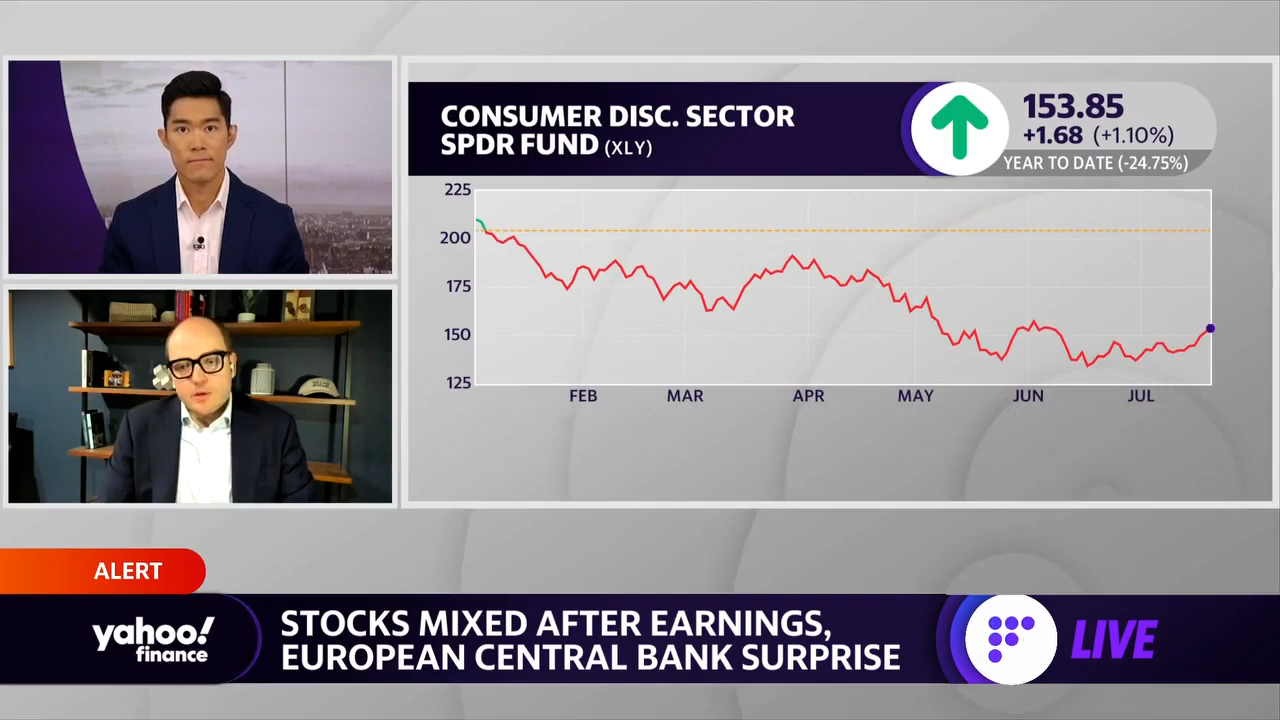 CONSUMER DISC. SECTOR
SPDR FUND (XLY)
153.85
+1.68 (+1.10%)
YEAR TO DATE (-24.75%)
225
200
175
150
125
FEB MAR APR MAY JUN JUL
ALERT
yahoo!
finance
STOCKS MIXED AFTER EARNINGS,
EUROPEAN CENTRAL BANK SURPRISE
LIVE